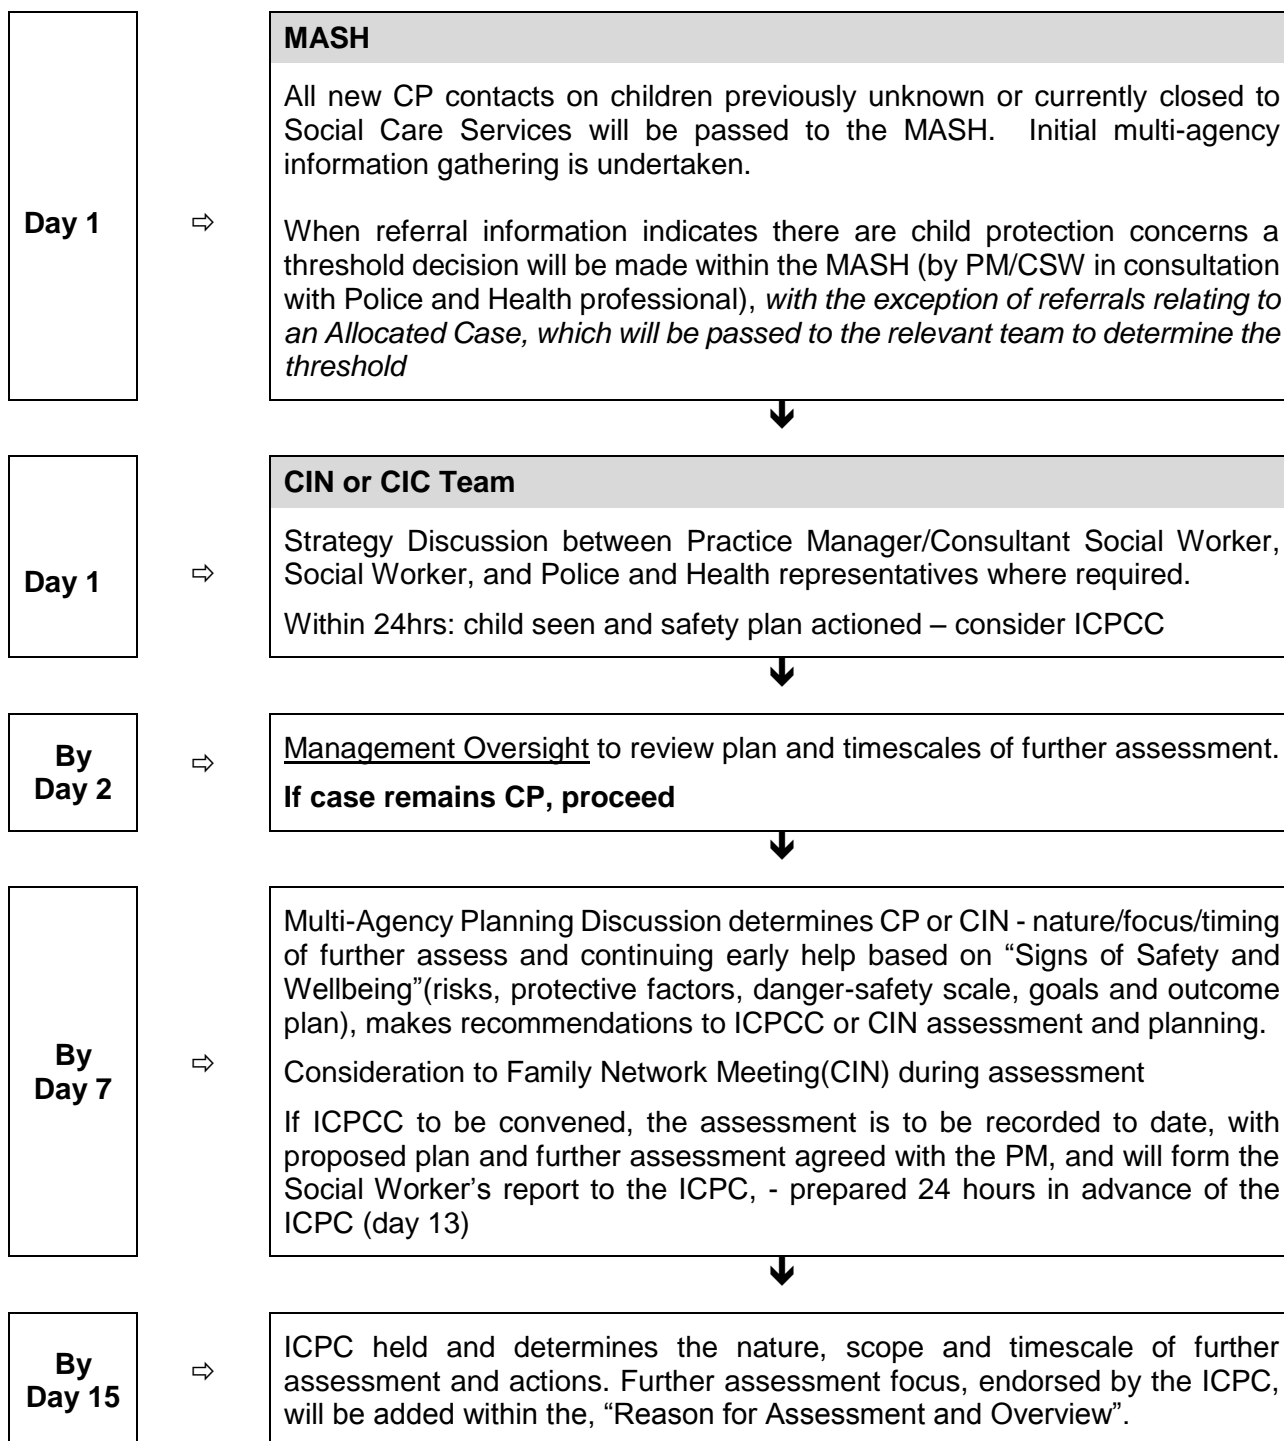 MASH
All new CP contacts on children previously unknown or currently closed to
Social Care Services will be passed to the MASH. Initial multi-agency
information gathering is undertaken.
Day 1 ⇨
When referral information indicates there are child protection concerns a
threshold decision will be made within the MASH (by PM/CSW in consultation
with Police and Health professional), with the exception of referrals relating to
an Allocated Case, which will be passed to the relevant team to determine the
threshold
CIN or CIC Team
Day 1 ⇨
Strategy Discussion between Practice Manager/Consultant Social Worker,
Social Worker, and Police and Health representatives where required.
Within 24hrs: child seen and safety plan actioned – consider ICPCC
By
Day 2 ⇨
Management Oversight to review plan and timescales of further assessment.
If case remains CP, proceed
By
Day 7 ⇨
Multi-Agency Planning Discussion determines CP or CIN - nature/focus/timing
of further assess and continuing early help based on “Signs of Safety and
Wellbeing”(risks, protective factors, danger-safety scale, goals and outcome
plan), makes recommendations to ICPCC or CIN assessment and planning.
Consideration to Family Network Meeting(CIN) during assessment
If ICPCC to be convened, the assessment is to be recorded to date, with
proposed plan and further assessment agreed with the PM, and will form the
Social Worker’s report to the ICPC, - prepared 24 hours in advance of the
ICPC (day 13)
By
Day 15 ⇨
ICPC held and determines the nature, scope and timescale of further
assessment and actions. Further assessment focus, endorsed by the ICPC,
will be added within the, “Reason for Assessment and Overview”.